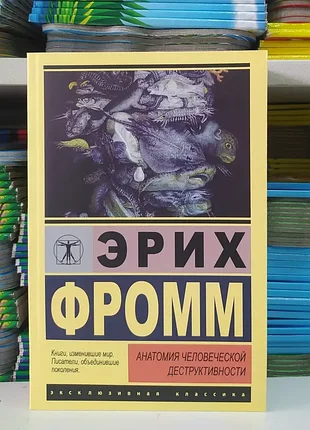 ЭРИХ
ФРОММ
Книги, изменившие мир.
Писатели, объединившие
поколения.
АНАТОМИЯ ЧЕЛОВЕЧЕСКОЙ
ДЕСТРУКТИВНОСТИ
ЭКСКЛЮЗИВНАЯ КЛАССИКА